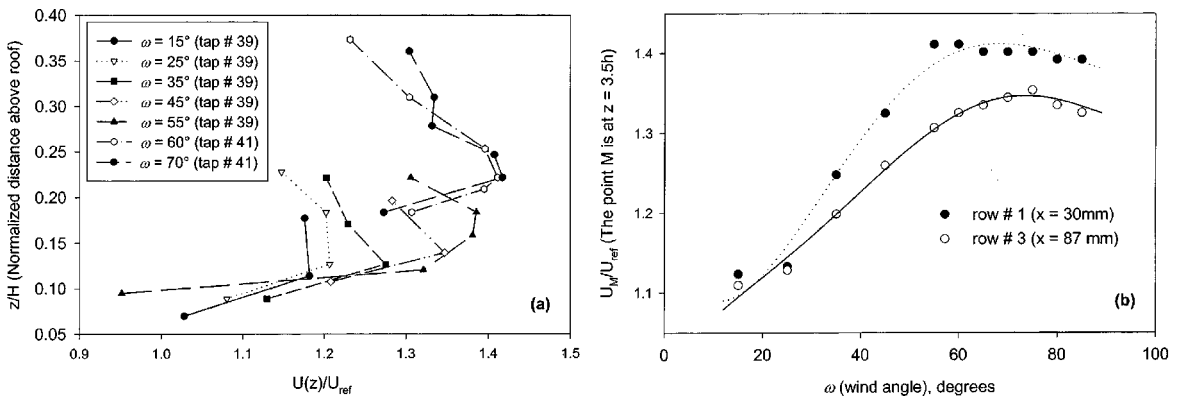 0.40
0.35
0.30
0.25
0.20
0.15
0.10
0.05
z/H (Normalized distance above roof)
ω = 15° (tap # 39)
ω = 25° (tap # 39)
ω = 35° (tap # 39)
ω = 45° (tap # 39)
ω = 55° (tap # 39)
ω = 60° (tap # 41)
ω = 70° (tap # 41)
(a)
0.9 1.0 1.1 1.2 1.3 1.4 1.5
U(z)/U_ref
1.4
1.3
1.2
1.1
U_M/U_ref (The point M is at z = 3.5h)
row # 1 (x = 30mm)
row # 3 (x = 87 mm)
(b)
0 20 40 60 80 100
ω (wind angle), degrees